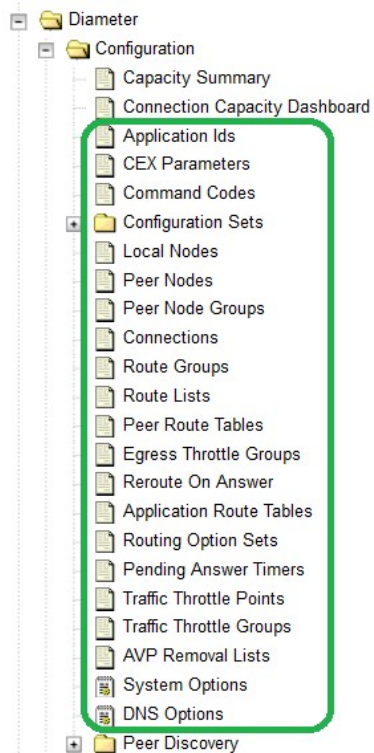 Diameter
Configuration
Capacity Summary
Connection Capacity Dashboard
Application Ids
CEX Parameters
Command Codes
Configuration Sets
Local Nodes
Peer Nodes
Peer Node Groups
Connections
Route Groups
Route Lists
Peer Route Tables
Egress Throttle Groups
Reroute On Answer
Application Route Tables
Routing Option Sets
Pending Answer Timers
Traffic Throttle Points
Traffic Throttle Groups
AVP Removal Lists
System Options
DNS Options
Peer Discovery